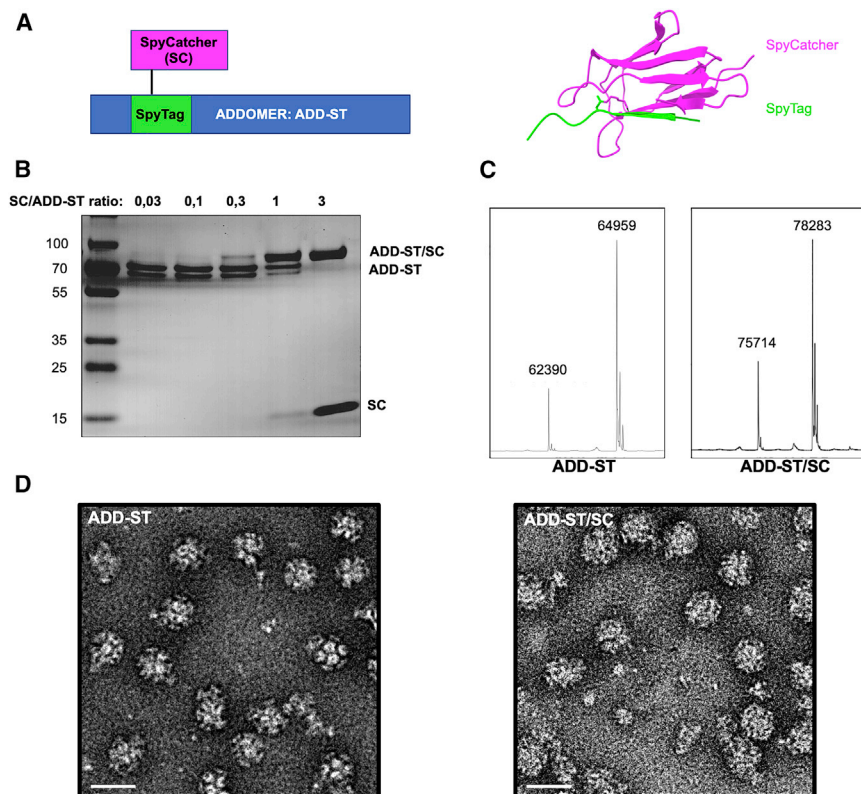 A
SpyCatcher
(SC)
SpyTag
ADDOMER: ADD-ST
SpyCatcher
SpyTag
B
SC/ADD-ST ratio: 0,03 0,1 0,3 1 3
100
70
55
35
25
15
ADD-ST/SC
ADD-ST
SC
C
64959
62390
ADD-ST
78283
75714
ADD-ST/SC
D
ADD-ST
ADD-ST/SC